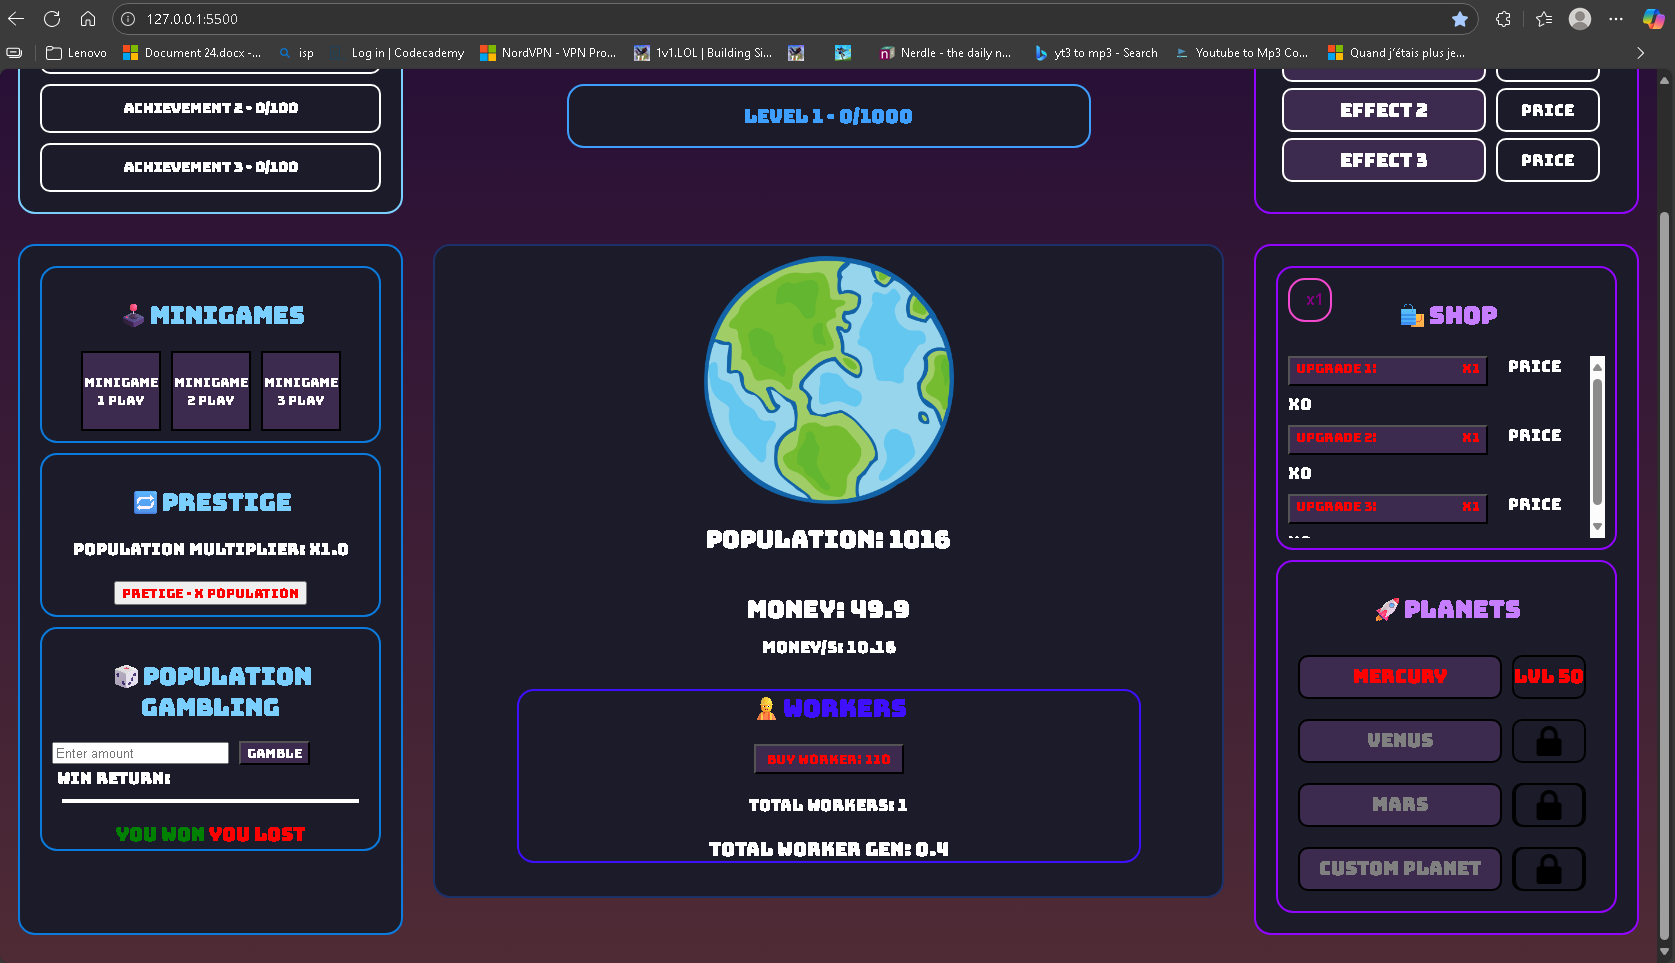 127.0.0.1:5500
Lenovo
Document 24.docx -...
isp
Log in | Codecademy
NordVPN - VPN Pro...
1v1.LOL | Building Si...
Nerdle - the daily n...
yt3 to mp3 - Search
Youtube to Mp3 Co...
Quand j'étais plus je...
ACHIEVEMENT 2 - 0/100
ACHIEVEMENT 3 - 0/100
LEVEL 1 - 0/1000
EFFECT 2
PRICE
EFFECT 3
PRICE
MINIGAMES
MINIGAME
1 PLAY
MINIGAME
2 PLAY
MINIGAME
3 PLAY
PRESTIGE
POPULATION MULTIPLIER: X1.0
PRETIGE - X POPULATION
POPULATION
GAMBLING
Enter amount
GAMBLE
WIN RETURN:
YOU WON YOU LOST
POPULATION: 1016
MONEY: 49.9
MONEY/S: 10.16
WORKERS
BUY WORKER: 110
TOTAL WORKERS: 1
TOTAL WORKER GEN: 0.4
x1
SHOP
UPGRADE 1: X1
PRICE
X0
UPGRADE 2: X1
PRICE
X0
UPGRADE 3: X1
PRICE
PLANETS
MERCURY
LVL 50
VENUS
MARS
CUSTOM PLANET